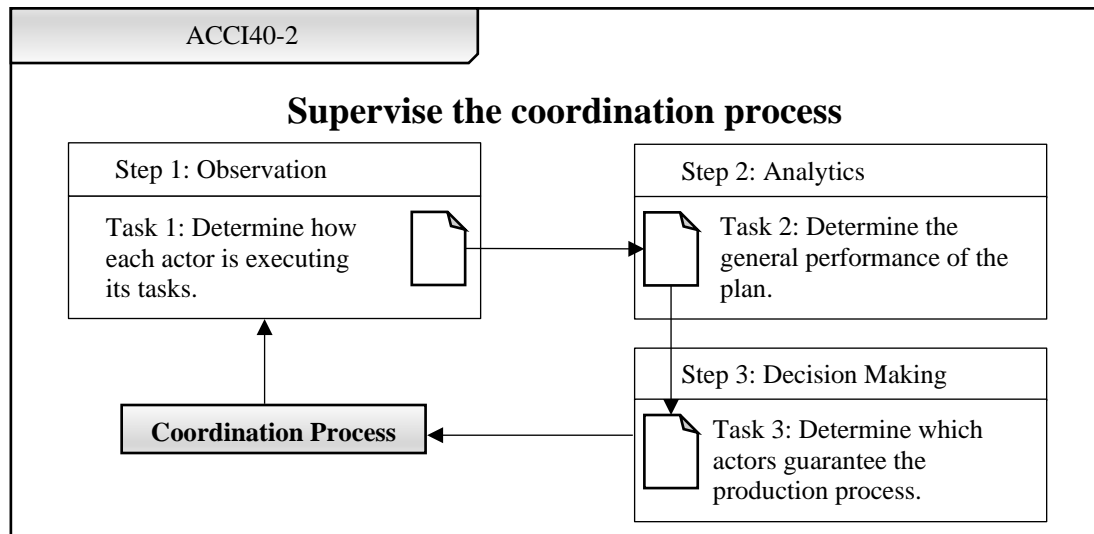 ACCI40-2
Supervise the coordination process
Step 1: Observation
Task 1: Determine how
each actor is executing
its tasks.
Step 2: Analytics
Task 2: Determine the
general performance of the
plan.
Step 3: Decision Making
Task 3: Determine which
actors guarantee the
production process.
Coordination Process